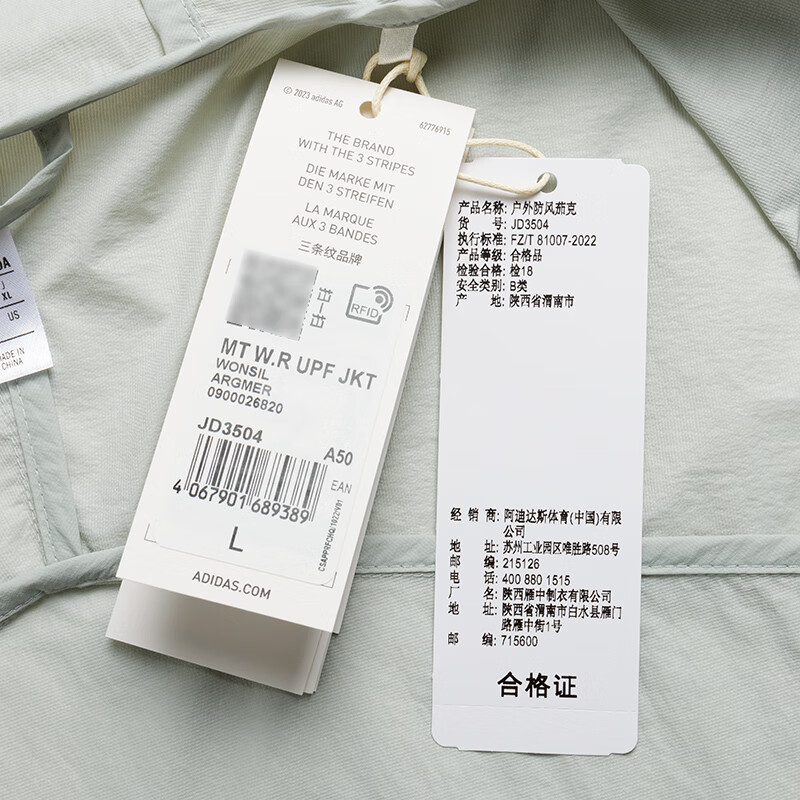 © 2023 adidas AG
62776915
THE BRAND
WITH THE 3 STRIPES
DIE MARKE MIT
DEN 3 STREIFEN
LA MARQUE
AUX 3 BANDES
三条纹品牌
RFID
MT W.R UPF JKT
WONSIL
ARGMER
0900026820
JD3504
A50
EAN
4 067901 689389
L
CSAPPRFCHQ/1022/V01
ADIDAS.COM
产品名称: 户外防风茄克
货 号: JD3504
执行标准: FZ/T 81007-2022
产品等级: 合格品
检验合格: 检18
安全类别: B类
产 地: 陕西省渭南市
经 销 商: 阿迪达斯体育(中国)有限
公司
地 址: 苏州工业园区唯胜路508号
邮 编: 215126
电 话: 400 880 1515
厂 名: 陕西雁中制衣有限公司
地 址: 陕西省渭南市白水县雁门
路雁中街1号
邮 编: 715600
合格证
J
XL
US
MADE IN
CHINA